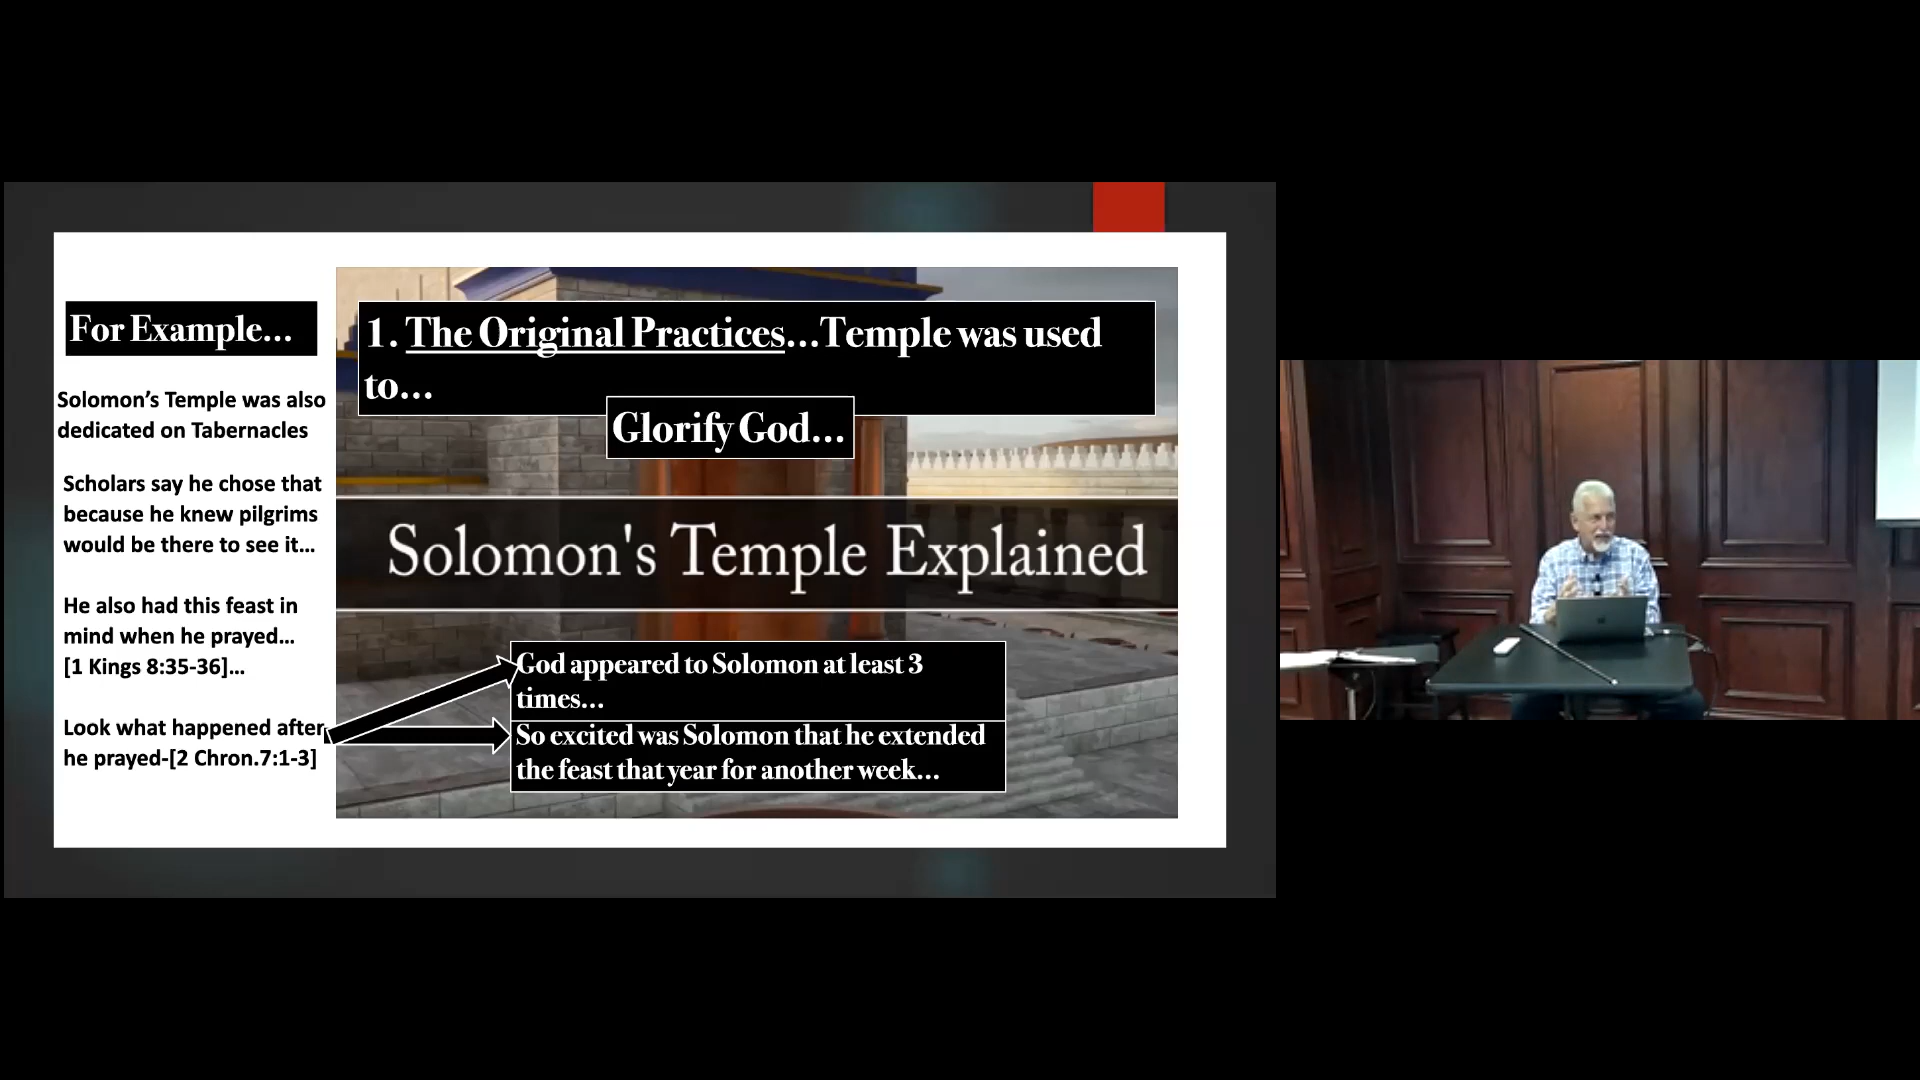 For Example...
Solomon’s Temple was also
dedicated on Tabernacles
Scholars say he chose that
because he knew pilgrims
would be there to see it...
He also had this feast in
mind when he prayed...
[1 Kings 8:35-36]...
Look what happened after
he prayed-[2 Chron.7:1-3]
1. The Original Practices...Temple was used
to...
Glorify God...
Solomon's Temple Explained
God appeared to Solomon at least 3
times...
So excited was Solomon that he extended
the feast that year for another week...